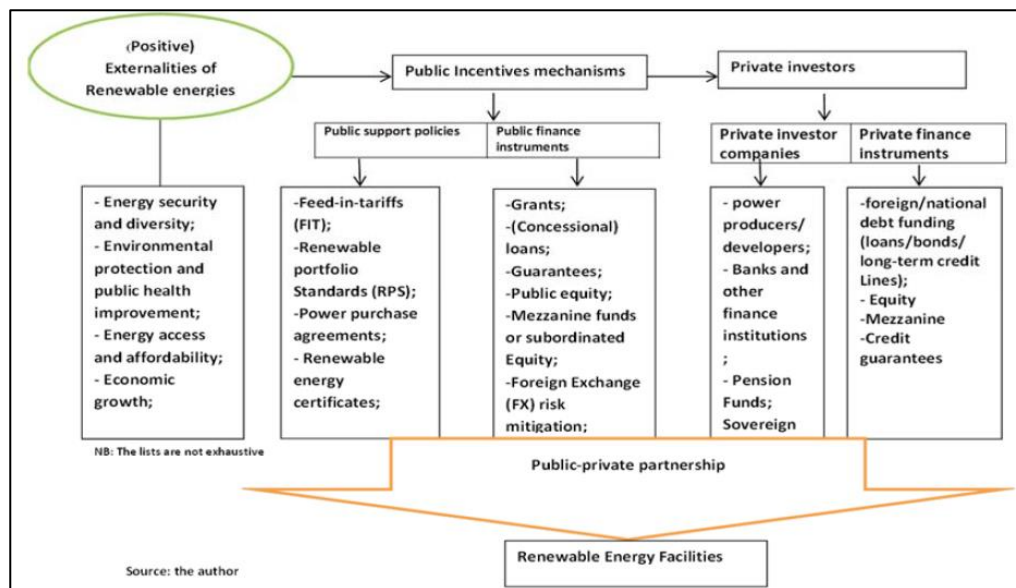 (Positive)
Externalities of
Renewable energies
Public Incentives mechanisms
Private investors
Public support policies
Public finance
instruments
Private investor
companies
Private finance
instruments
- Energy security
and diversity;
- Environmental
protection and
public health
improvement;
- Energy access
and affordability;
- Economic
growth;
-Feed-in-tariffs
(FIT);
-Renewable
portfolio
Standards (RPS);
-Power purchase
agreements;
- Renewable
energy
certificates;
-Grants;
-(Concessional)
loans;
-Guarantees;
-Public equity;
-Mezzanine funds
or subordinated
Equity;
-Foreign Exchange
(FX) risk
mitigation;
- power
producers/
developers;
- Banks and
other
finance
institutions
;
- Pension
Funds;
Sovereign
-foreign/national
debt funding
(loans/bonds/
long-term credit
Lines);
- Equity
-Mezzanine
-Credit
guarantees
NB: The lists are not exhaustive
Public-private partnership
Renewable Energy Facilities
Source: the author